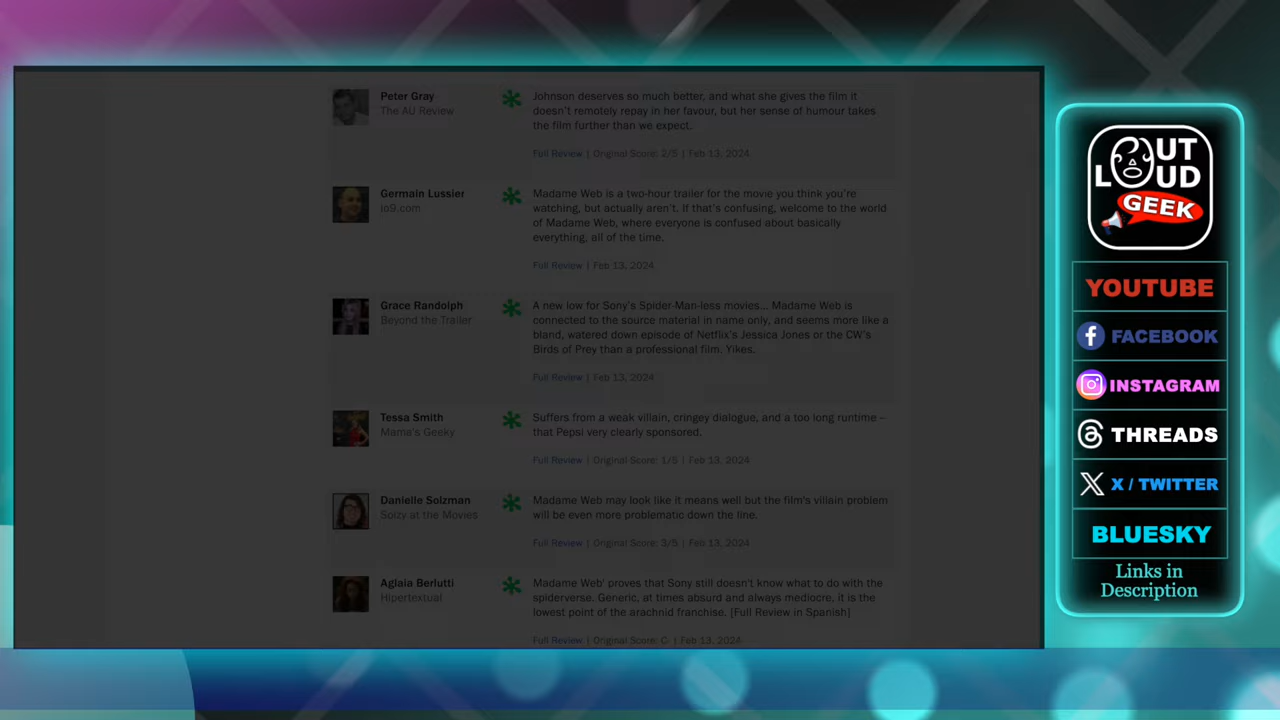 Peter Gray
The AU Review
Johnson deserves so much better, and what she gives the film it
doesn't remotely repay in her favour, but her sense of humour takes
the film further than we expect.
Full Review | Original Score: 2/5 | Feb 13, 2024
Germain Lussier
io9.com
Madame Web is a two-hour trailer for the movie you think you're
watching, but actually aren't. If that's confusing, welcome to the world
of Madame Web, where everyone is confused about basically
everything, all of the time.
Full Review | Feb 13, 2024
Grace Randolph
Beyond the Trailer
A new low for Sony's Spider-Man-less movies... Madame Web is
connected to the source material in name only, and seems more like a
bland, watered down episode of Netflix's Jessica Jones or the CW's
Birds of Prey than a professional film. Yikes.
Full Review | Feb 13, 2024
Tessa Smith
Mama's Geeky
Suffers from a weak villain, cringey dialogue, and a too long runtime –
that Pepsi very clearly sponsored.
Full Review | Original Score: 1/5 | Feb 13, 2024
Danielle Solzman
Solzy at the Movies
Madame Web may look like it means well but the film's villain problem
will be even more problematic down the line.
Full Review | Original Score: 3/5 | Feb 13, 2024
Aglaia Berlutti
Hipertextual
Madame Web' proves that Sony still doesn't know what to do with the
spiderverse. Generic, at times absurd and always mediocre, it is the
lowest point of the arachnid franchise. [Full Review in Spanish]
Full Review | Original Score: C- | Feb 13, 2024
OUT
LOUD
GEEK
YOUTUBE
FACEBOOK
INSTAGRAM
THREADS
X / TWITTER
BLUESKY
Links in
Description